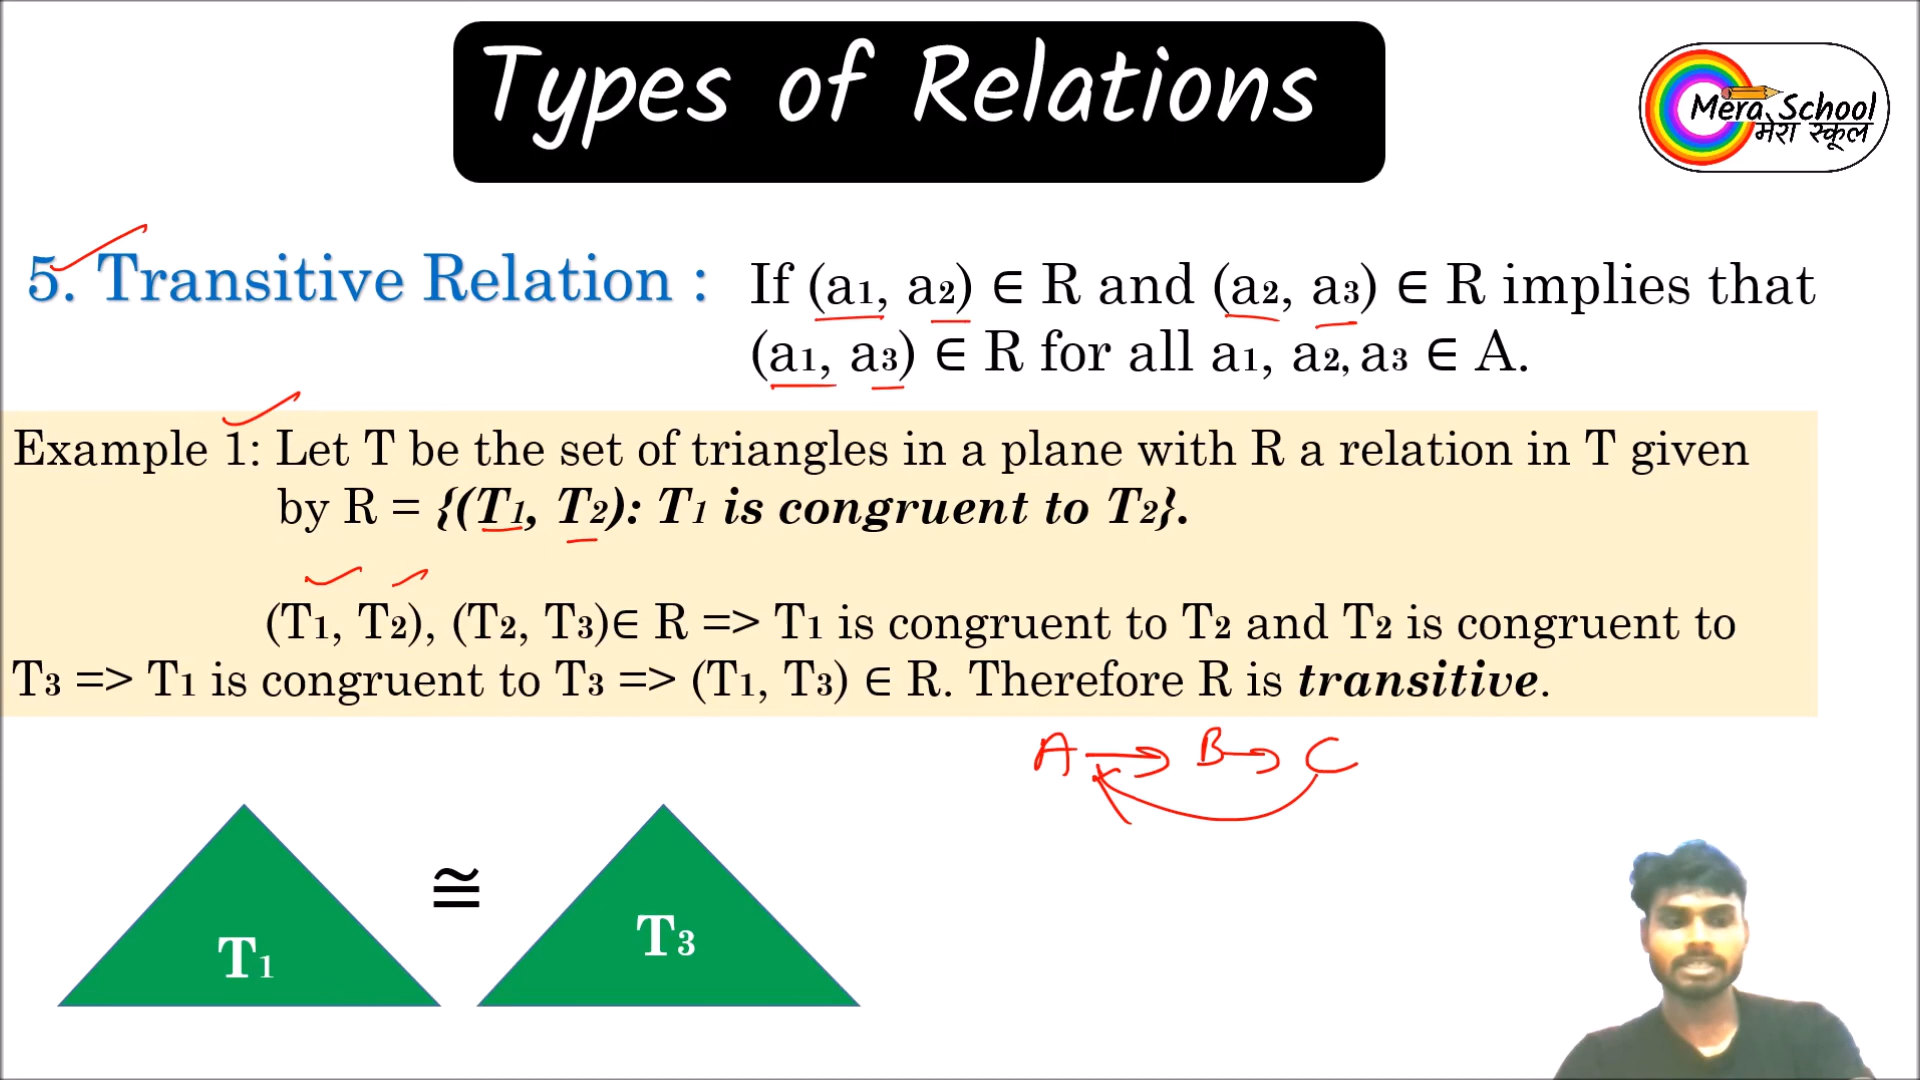 Types of Relations
Mera School
मेरा स्कूल
5. Transitive Relation :
If (a1, a2) ∈ R and (a2, a3) ∈ R implies that
(a1, a3) ∈ R for all a1, a2, a3 ∈ A.
Example 1: Let T be the set of triangles in a plane with R a relation in T given
by R = {(T1, T2): T1 is congruent to T2}.
(T1, T2), (T2, T3)∈ R => T1 is congruent to T2 and T2 is congruent to
T3 => T1 is congruent to T3 => (T1, T3) ∈ R. Therefore R is transitive.
A → B → C
T1 ≅ T3